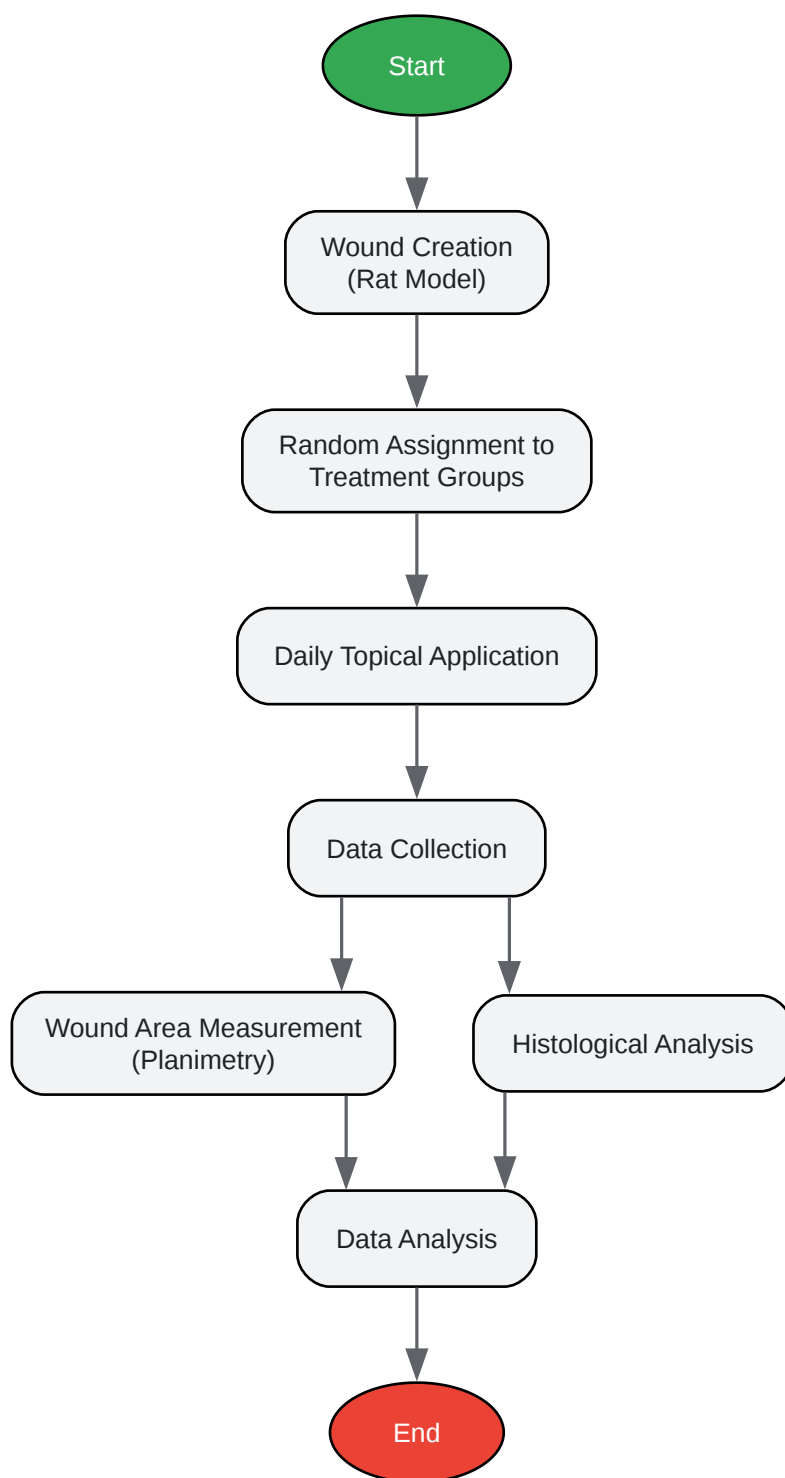 Start
Wound Creation
(Rat Model)
Random Assignment to
Treatment Groups
Daily Topical Application
Data Collection
Wound Area Measurement
(Planimetry)
Histological Analysis
Data Analysis
End